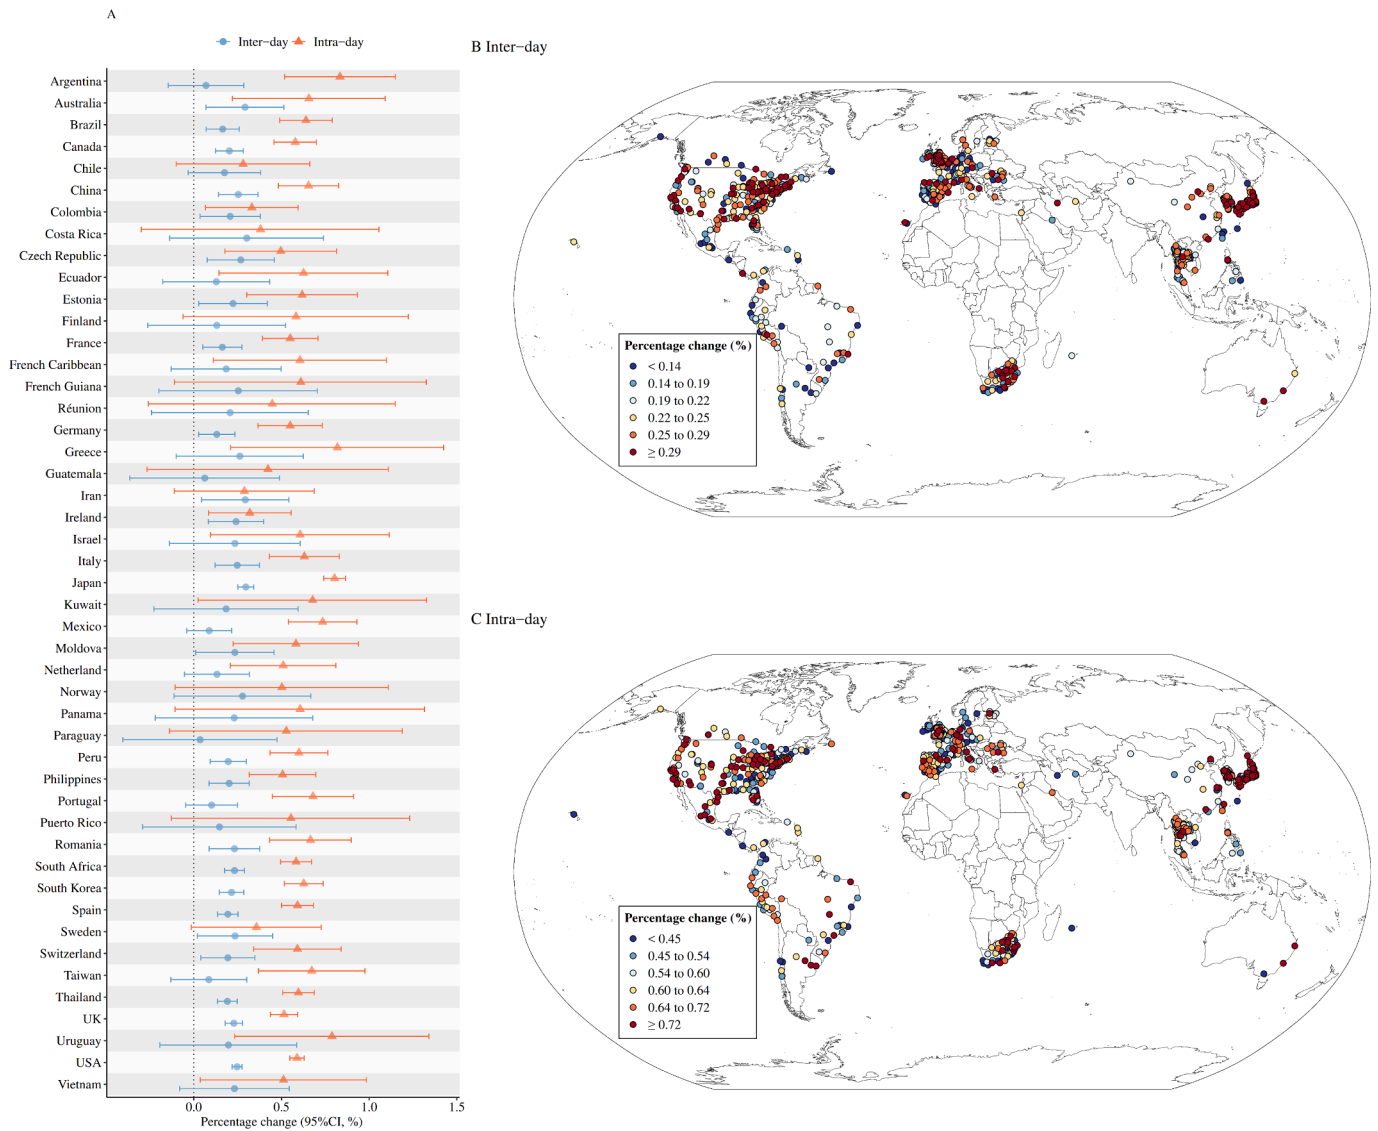 A
Inter−day
Intra−day
Argentina
Australia
Brazil
Canada
Chile
China
Colombia
Costa Rica
Czech Republic
Ecuador
Estonia
Finland
France
French Caribbean
French Guiana
Réunion
Germany
Greece
Guatemala
Iran
Ireland
Israel
Italy
Japan
Kuwait
Mexico
Moldova
Netherland
Norway
Panama
Paraguay
Peru
Philippines
Portugal
Puerto Rico
Romania
South Africa
South Korea
Spain
Sweden
Switzerland
Taiwan
Thailand
UK
Uruguay
USA
Vietnam
0.0 0.5 1.0 1.5
Percentage change (95%CI, %)
B Inter−day
Percentage change (%)
< 0.14
0.14 to 0.19
0.19 to 0.22
0.22 to 0.25
0.25 to 0.29
≥ 0.29
C Intra−day
Percentage change (%)
< 0.45
0.45 to 0.54
0.54 to 0.60
0.60 to 0.64
0.64 to 0.72
≥ 0.72